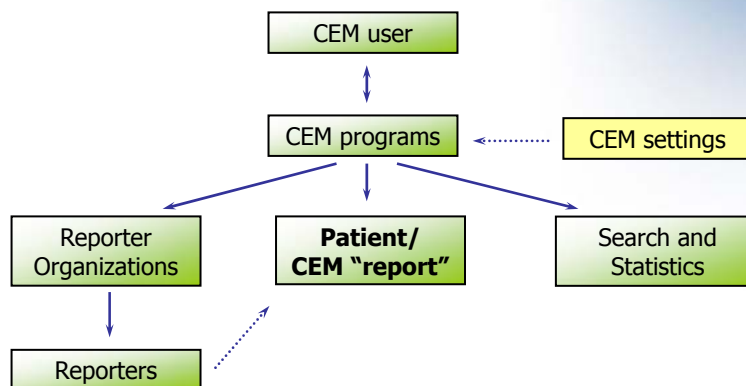 CEM user
CEM programs
CEM settings
Reporter
Organizations
Patient/
CEM “report”
Search and
Statistics
Reporters